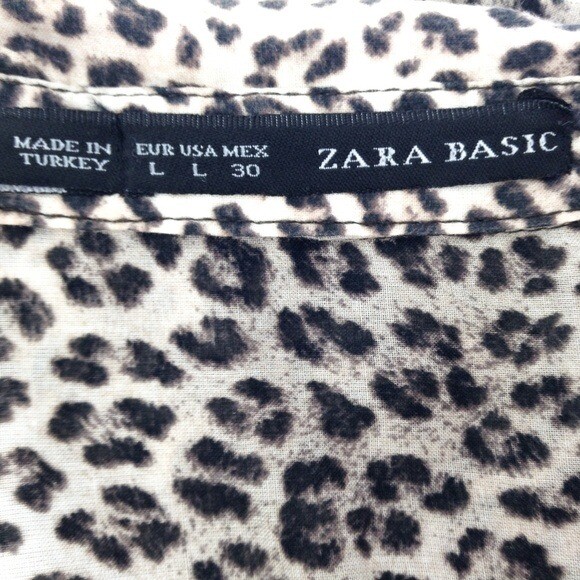 MADE IN
TURKEY
EUR USA MEX
L L 30
ZARA BASIC